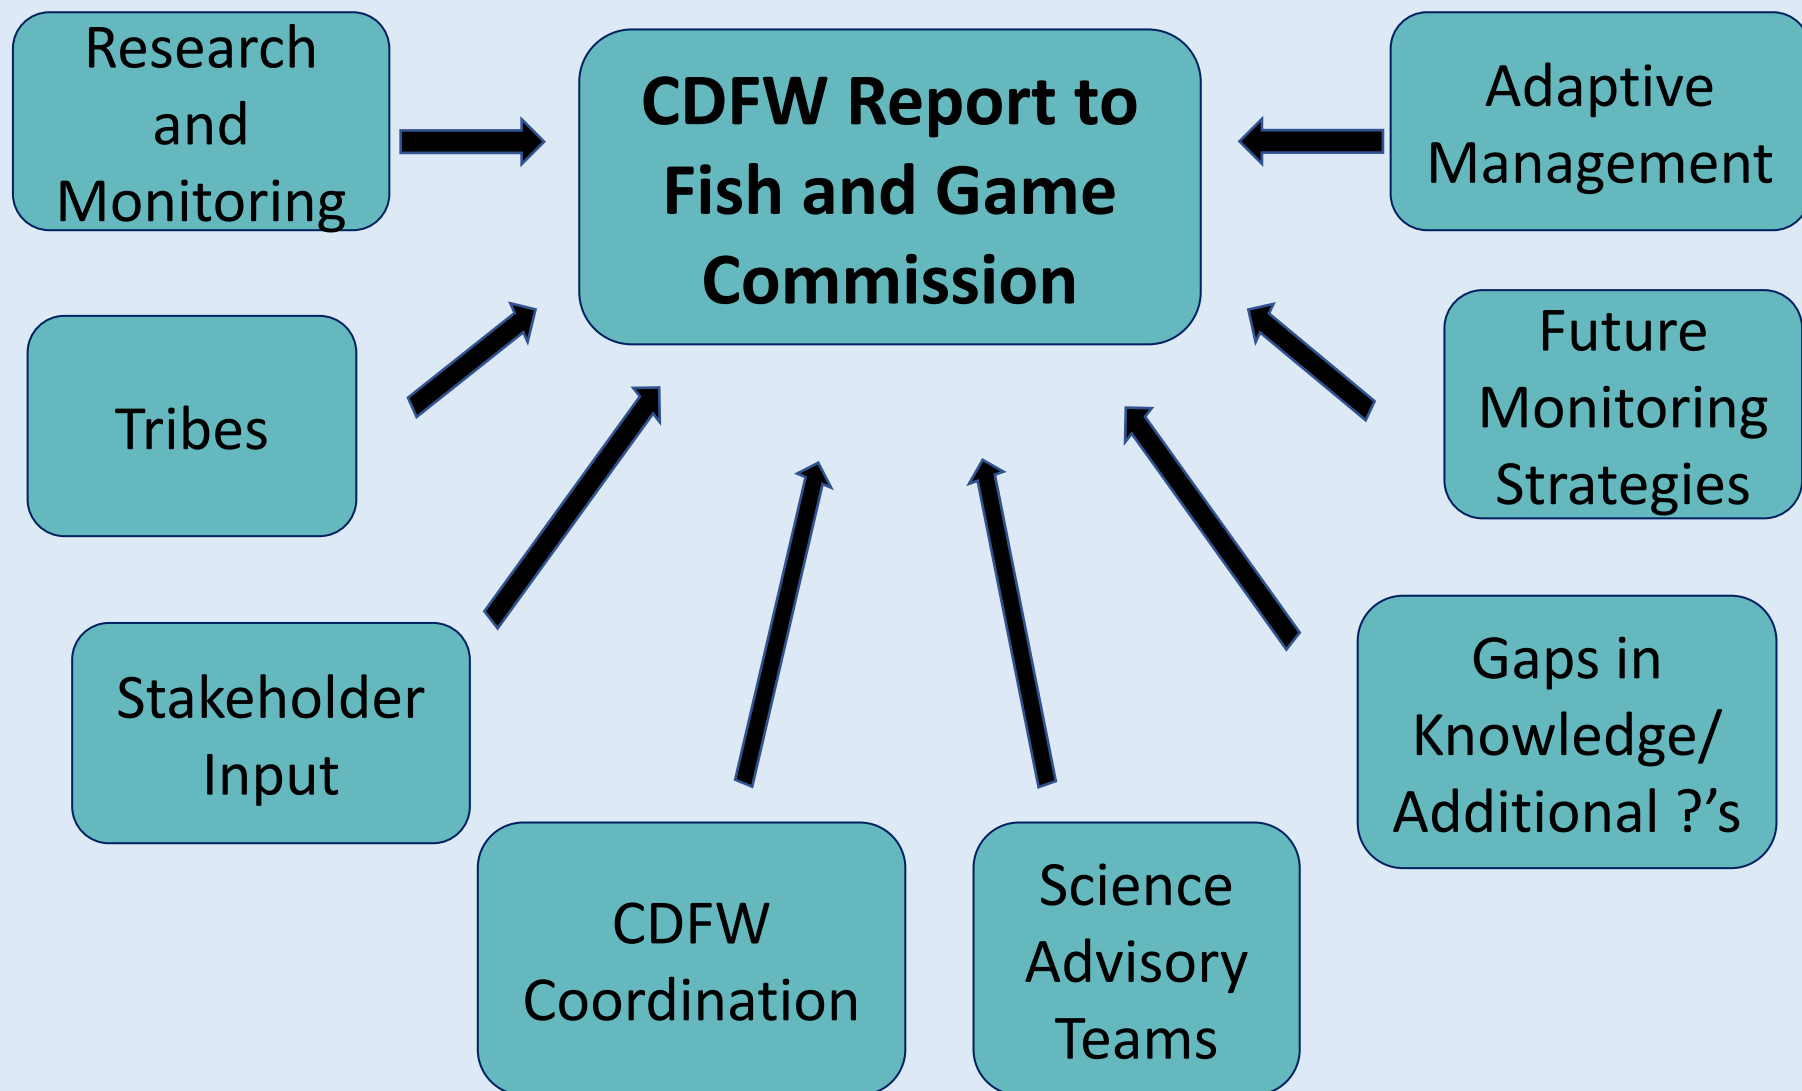 Research
and
Monitoring
CDFW Report to
Fish and Game
Commission
Adaptive
Management
Tribes
Future
Monitoring
Strategies
Stakeholder
Input
Gaps in
Knowledge/
Additional ?’s
CDFW
Coordination
Science
Advisory
Teams